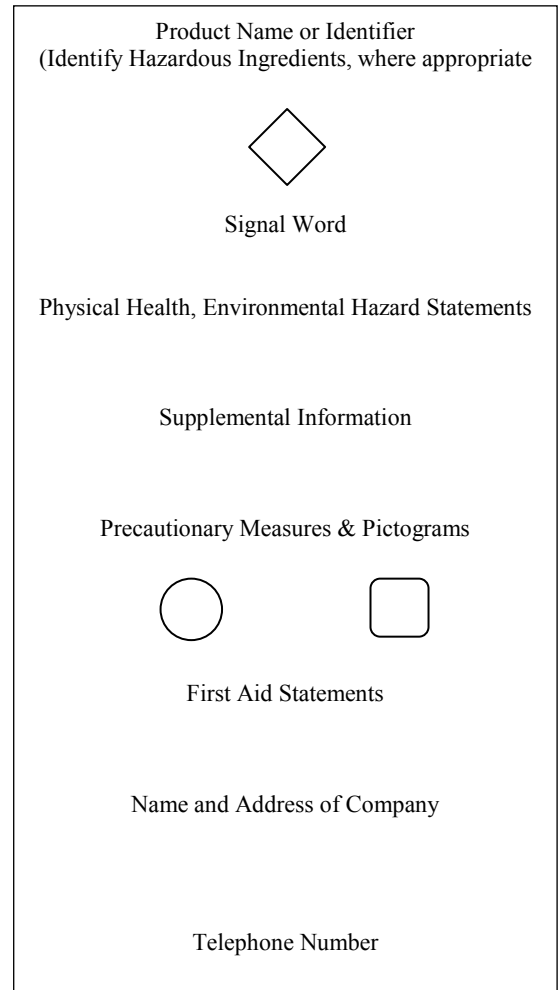 Product Name or Identifier
(Identify Hazardous Ingredients, where appropriate
Signal Word
Physical Health, Environmental Hazard Statements
Supplemental Information
Precautionary Measures & Pictograms
First Aid Statements
Name and Address of Company
Telephone Number